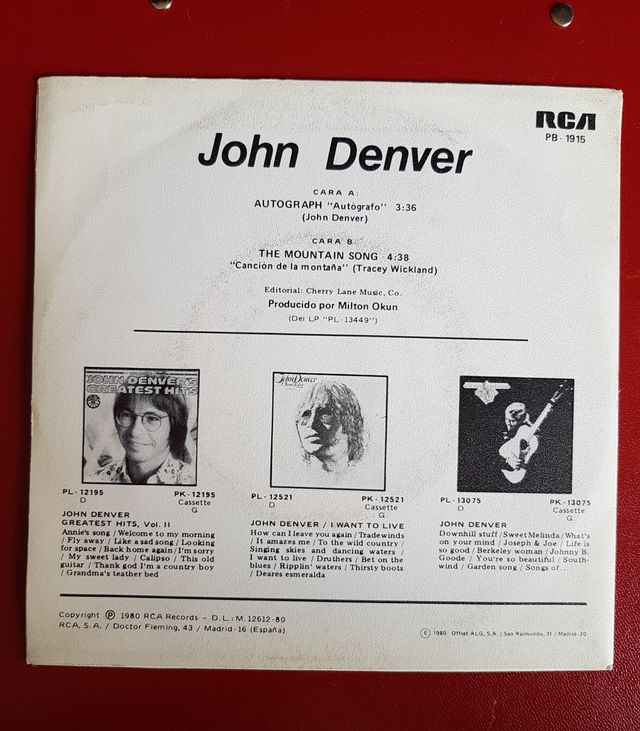 RCA
PB - 1915
John Denver
CARA A:
AUTOGRAPH "Autógrafo" 3:36
(John Denver)
CARA B:
THE MOUNTAIN SONG 4:38
"Canción de la montaña" (Tracey Wickland)
Editorial: Cherry Lane Music, Co.
Producido por Milton Okun
(Del LP "PL-13449")
JOHN DENVER'S
GREATEST HITS
PL - 12195
D
PK - 12195
Cassette
G
JOHN DENVER
GREATEST HITS, Vol. II
Annie's song / Welcome to my morning
/ Fly away / Like a sad song / Looking
for space / Back home again / I'm sorry
/ My sweet lady / Calipso / This old
guitar / Thank god I'm a country boy
/ Grandma's teather bed
John Denver
PL - 12521
D
PK - 12521
Cassette
G
JOHN DENVER / I WANT TO LIVE
How can I leave you again / Tradewinds
/ It amazes me / To the wild country /
Singing skies and dancing waters /
I want to live / Druthers / Bet on the
blues / Ripplin' waters / Thirsty boots
/ Deares esmeralda
PL - 13075
D
PK - 13075
Cassette
G
JOHN DENVER
Downhill stuff / Sweet Melinda / What's
on your mind / Joseph & Joe / Life is
so good / Berkeley woman / Johnny B.
Goode / You're so beautiful / South-
wind / Garden song / Songs of...
Copyright Ⓟ 1980 RCA Records - D.L.: M. 12612-80
RCA, S.A. / Doctor Fleming, 43 / Madrid-16 (España)
Ⓔ 1980 Offset ALG, S.A. / San Raimundo, 31 / Madrid-20